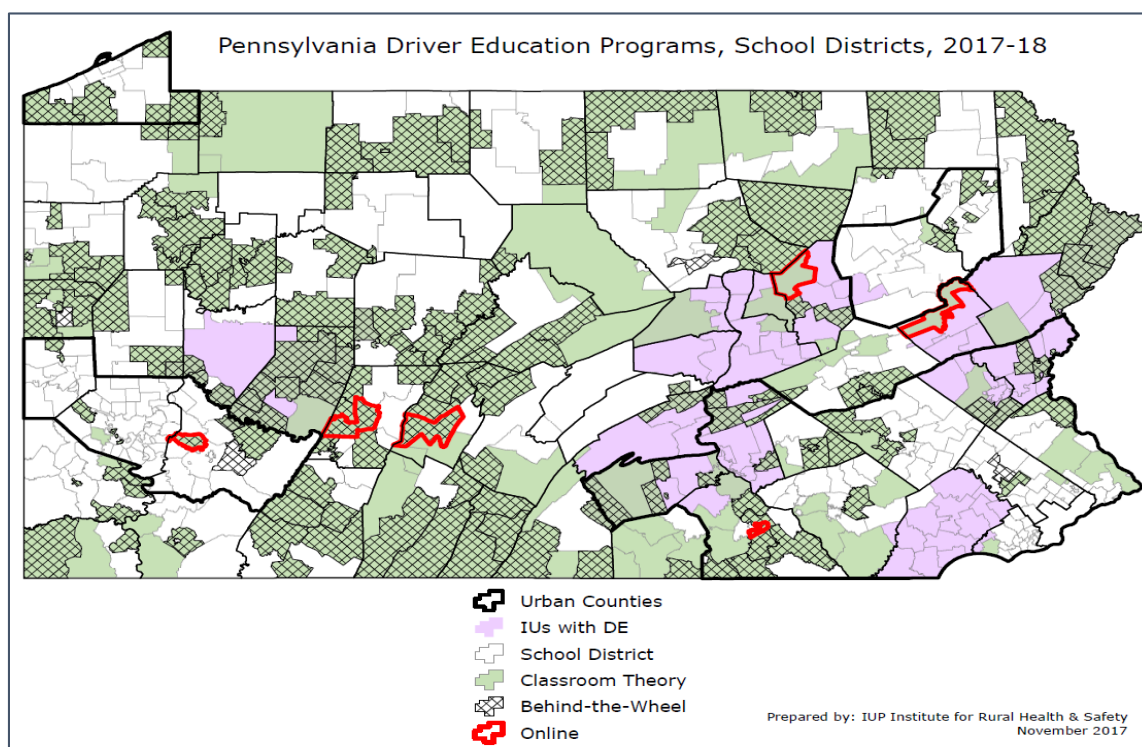 Pennsylvania Driver Education Programs, School Districts, 2017-18
Urban Counties
IUs with DE
School District
Classroom Theory
Behind-the-Wheel
Online
Prepared by: IUP Institute for Rural Health & Safety
November 2017